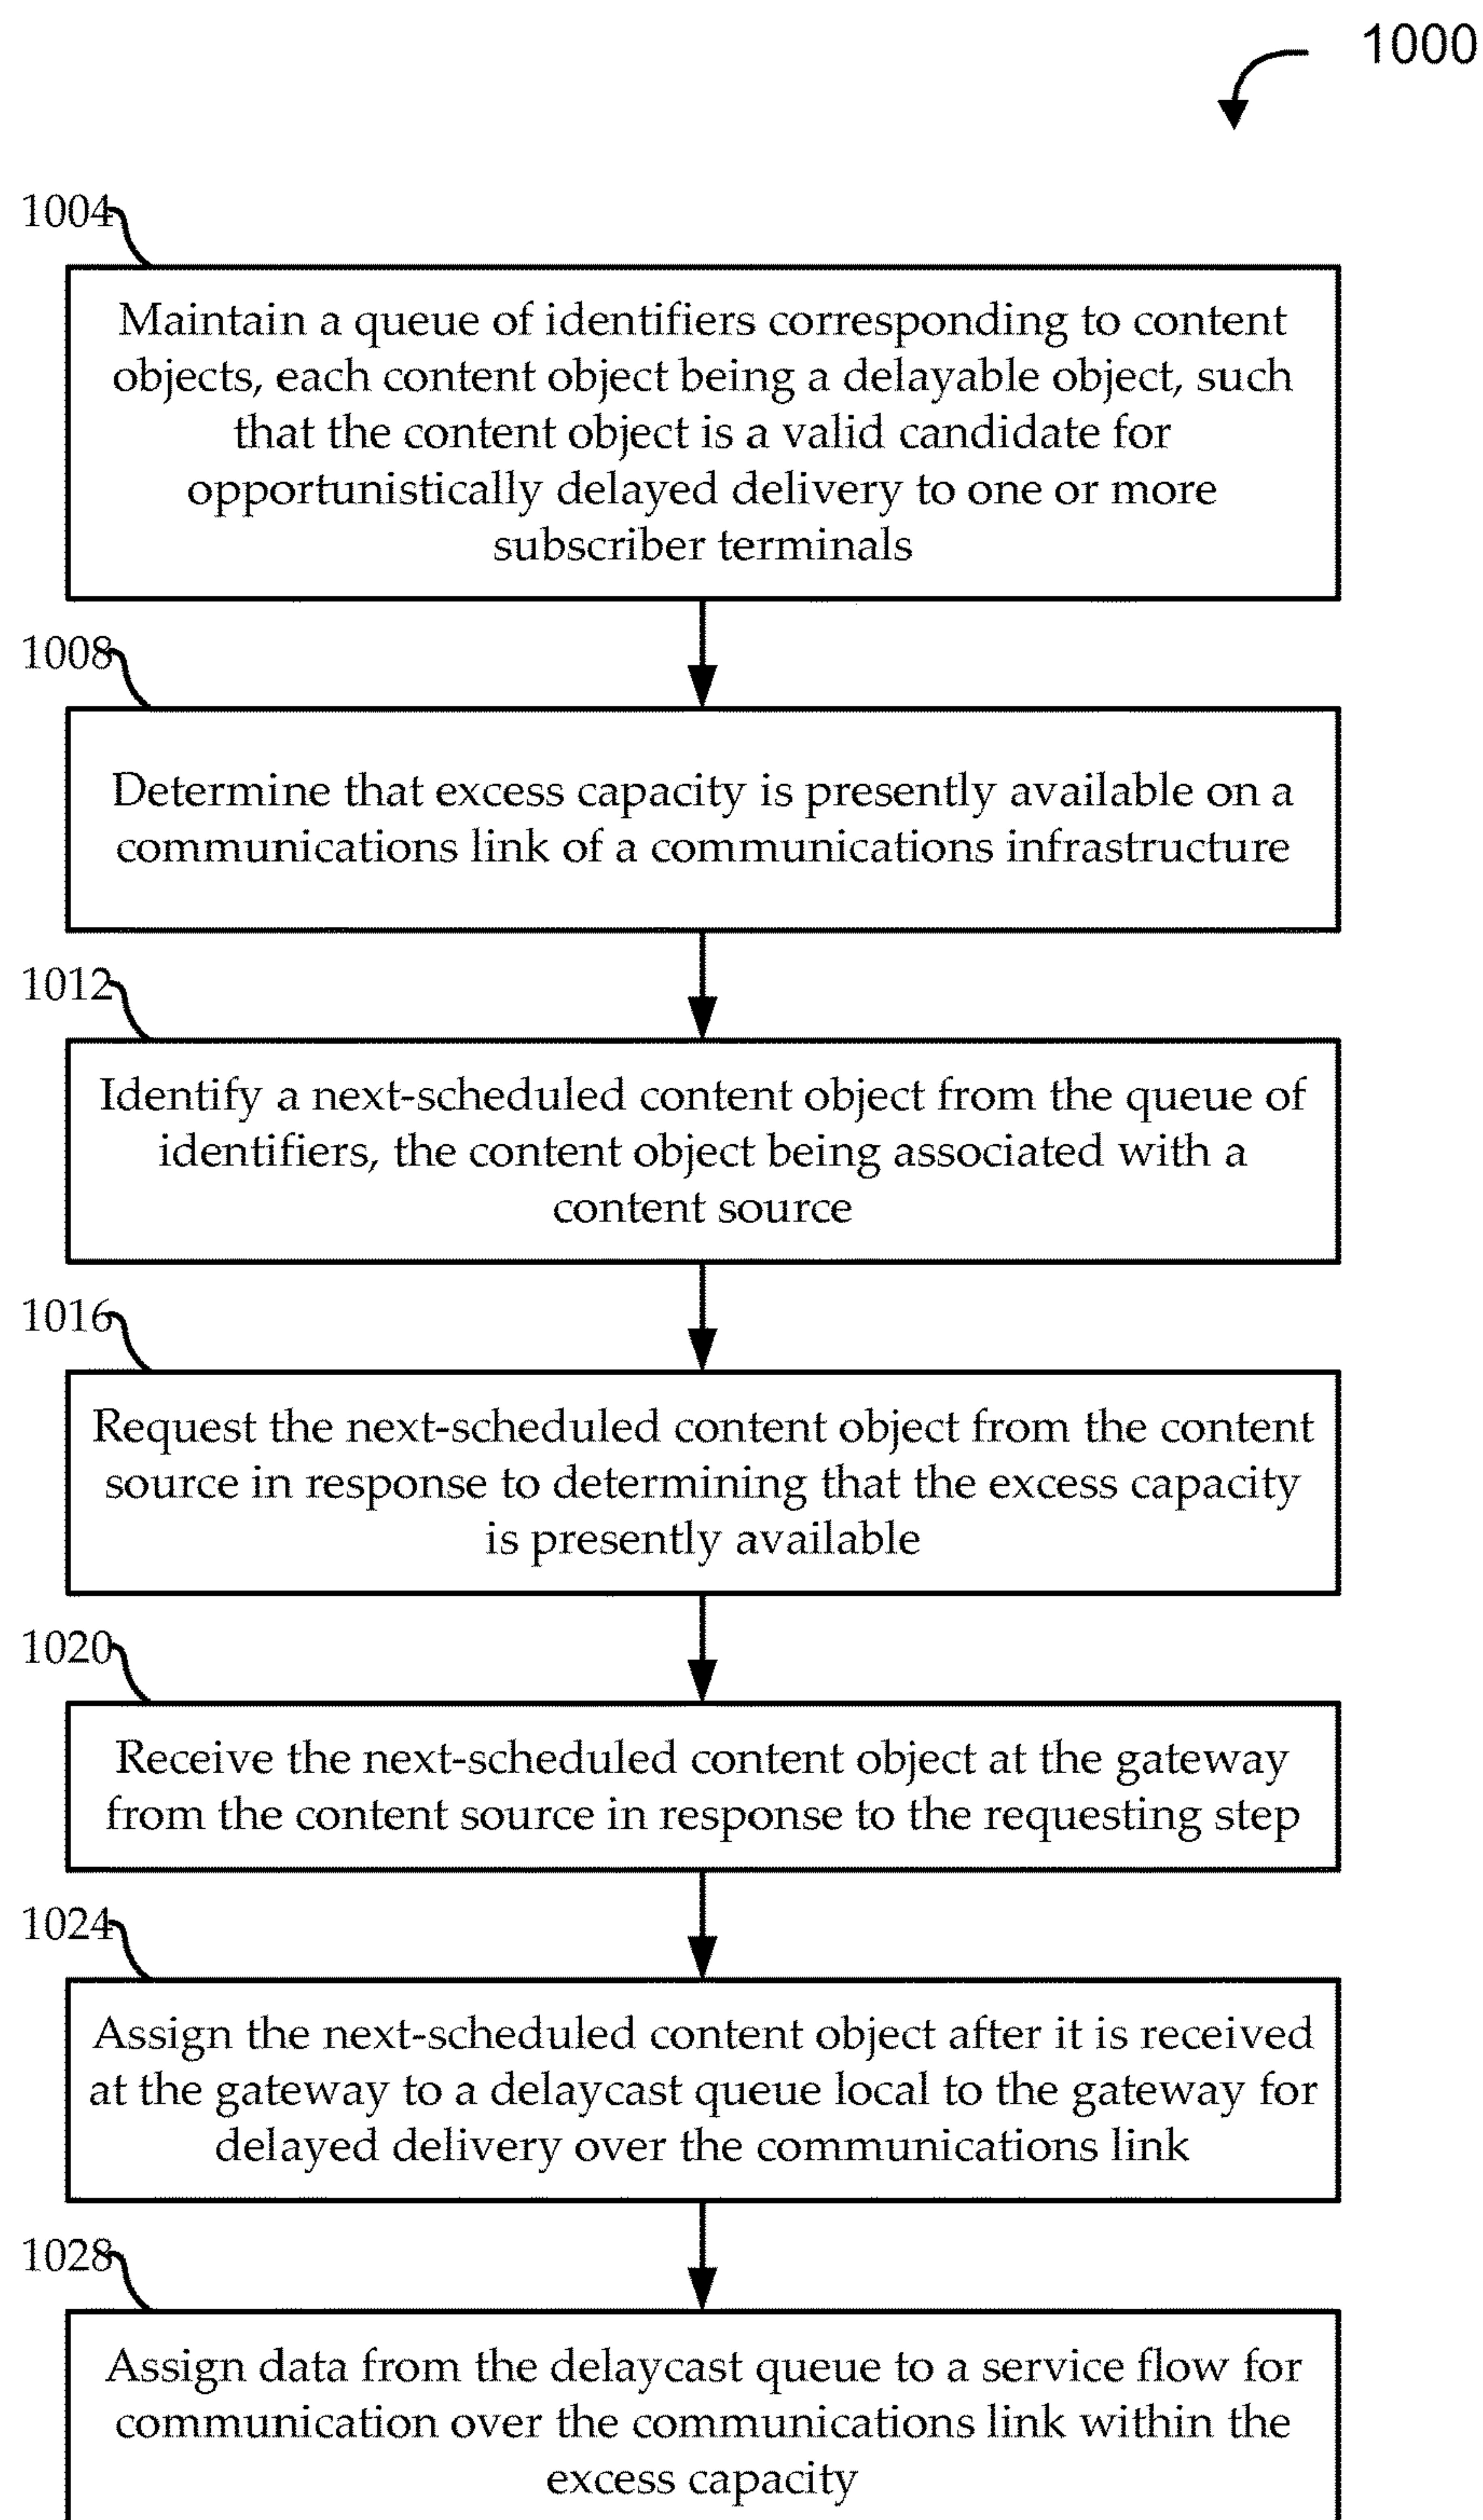 1000
1004
Maintain a queue of identifiers corresponding to content
objects, each content object being a delayable object, such
that the content object is a valid candidate for
opportunistically delayed delivery to one or more
subscriber terminals
1008
Determine that excess capacity is presently available on a
communications link of a communications infrastructure
1012
Identify a next-scheduled content object from the queue of
identifiers, the content object being associated with a
content source
1016
Request the next-scheduled content object from the content
source in response to determining that the excess capacity
is presently available
1020
Receive the next-scheduled content object at the gateway
from the content source in response to the requesting step
1024
Assign the next-scheduled content object after it is received
at the gateway to a delaycast queue local to the gateway for
delayed delivery over the communications link
1028
Assign data from the delaycast queue to a service flow for
communication over the communications link within the
excess capacity